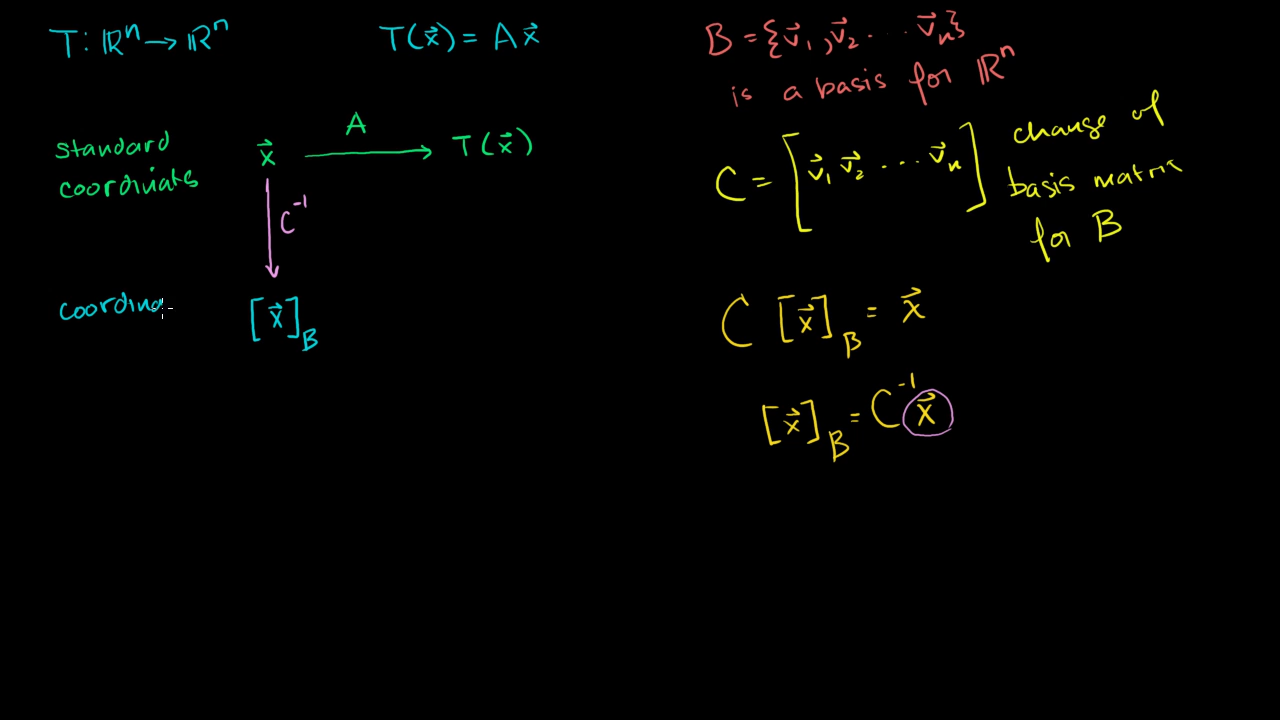 T: ℝⁿ → ℝⁿ
T(x⃗) = A x⃗
B = {v⃗₁, v⃗₂ ... v⃗ₙ}
is a basis for ℝⁿ
standard
coordinates
x⃗ —A→ T(x⃗)
C⁻¹
coordina
[x⃗]_B
C = [v⃗₁ v⃗₂ ... v⃗ₙ]
change of
basis matrix
for B
C [x⃗]_B = x⃗
[x⃗]_B = C⁻¹ x⃗